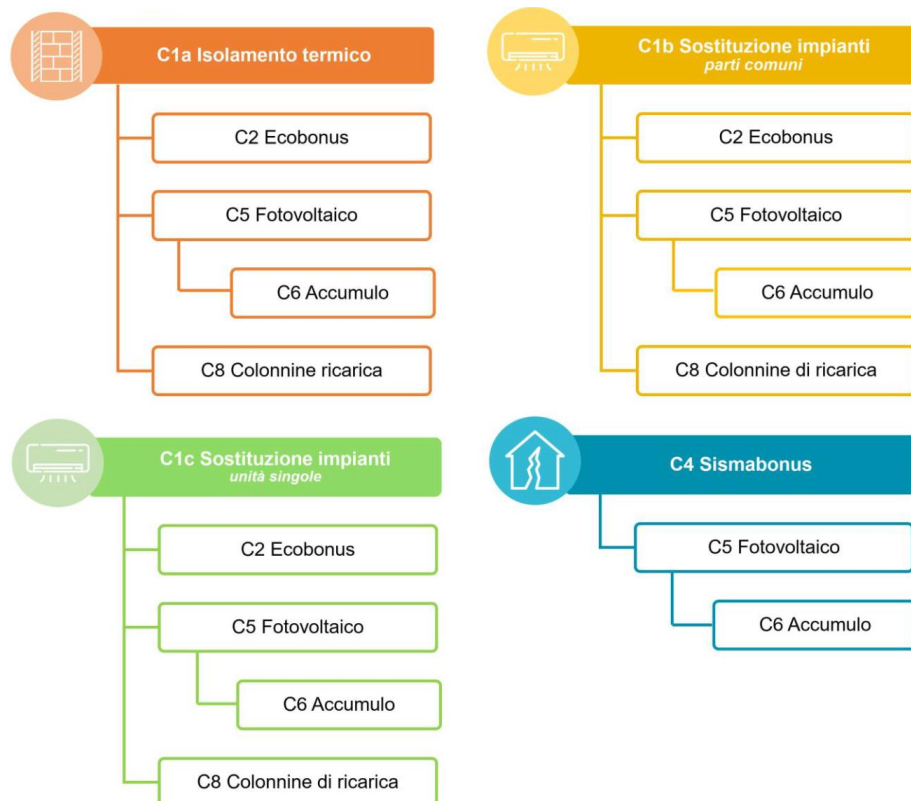 C1a Isolamento termico
C2 Ecobonus
C5 Fotovoltaico
C6 Accumulo
C8 Colonnine ricarica
C1b Sostituzione impianti
parti comuni
C2 Ecobonus
C5 Fotovoltaico
C6 Accumulo
C8 Colonnine di ricarica
C1c Sostituzione impianti
unità singole
C2 Ecobonus
C5 Fotovoltaico
C6 Accumulo
C8 Colonnine di ricarica
C4 Sismabonus
C5 Fotovoltaico
C6 Accumulo